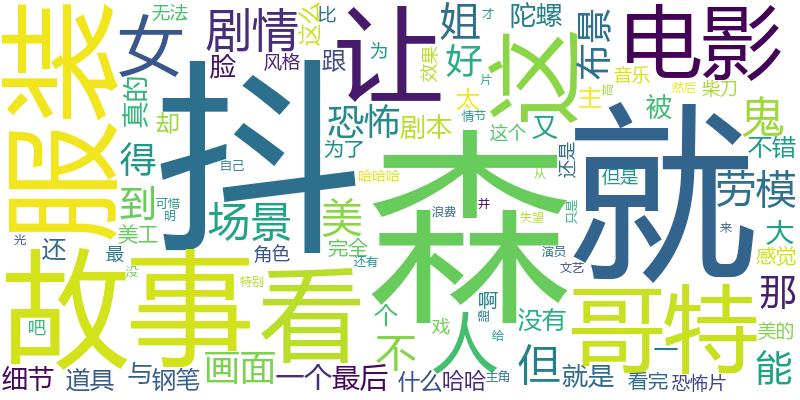 服装
女
无法
剧情
脸
风格
这么
比
跟
为
让
效果
姐
好
太
陀螺
这
布景
电影
音乐
主
才
片
然后
柴刀
情节
真的
却
抖
恐怖
剧本
为了
这个
又
还是
被
鬼
不错
得
自己
哈哈哈
森
从
但是
就
劳模
到
可惜
明
场景
美
浪费
并
失望
只是
来
大
美工
光
还
最
角色
完全
演员
感觉
没
还有
文艺
那
故事
特别
看
个
戏
啊
給
没有
哥特
美的
吧
画面
不
人
但
一
能
细节
道具
与
钢笔
一个
最后
什么
哈哈
主角
就是
看完
恐怖片